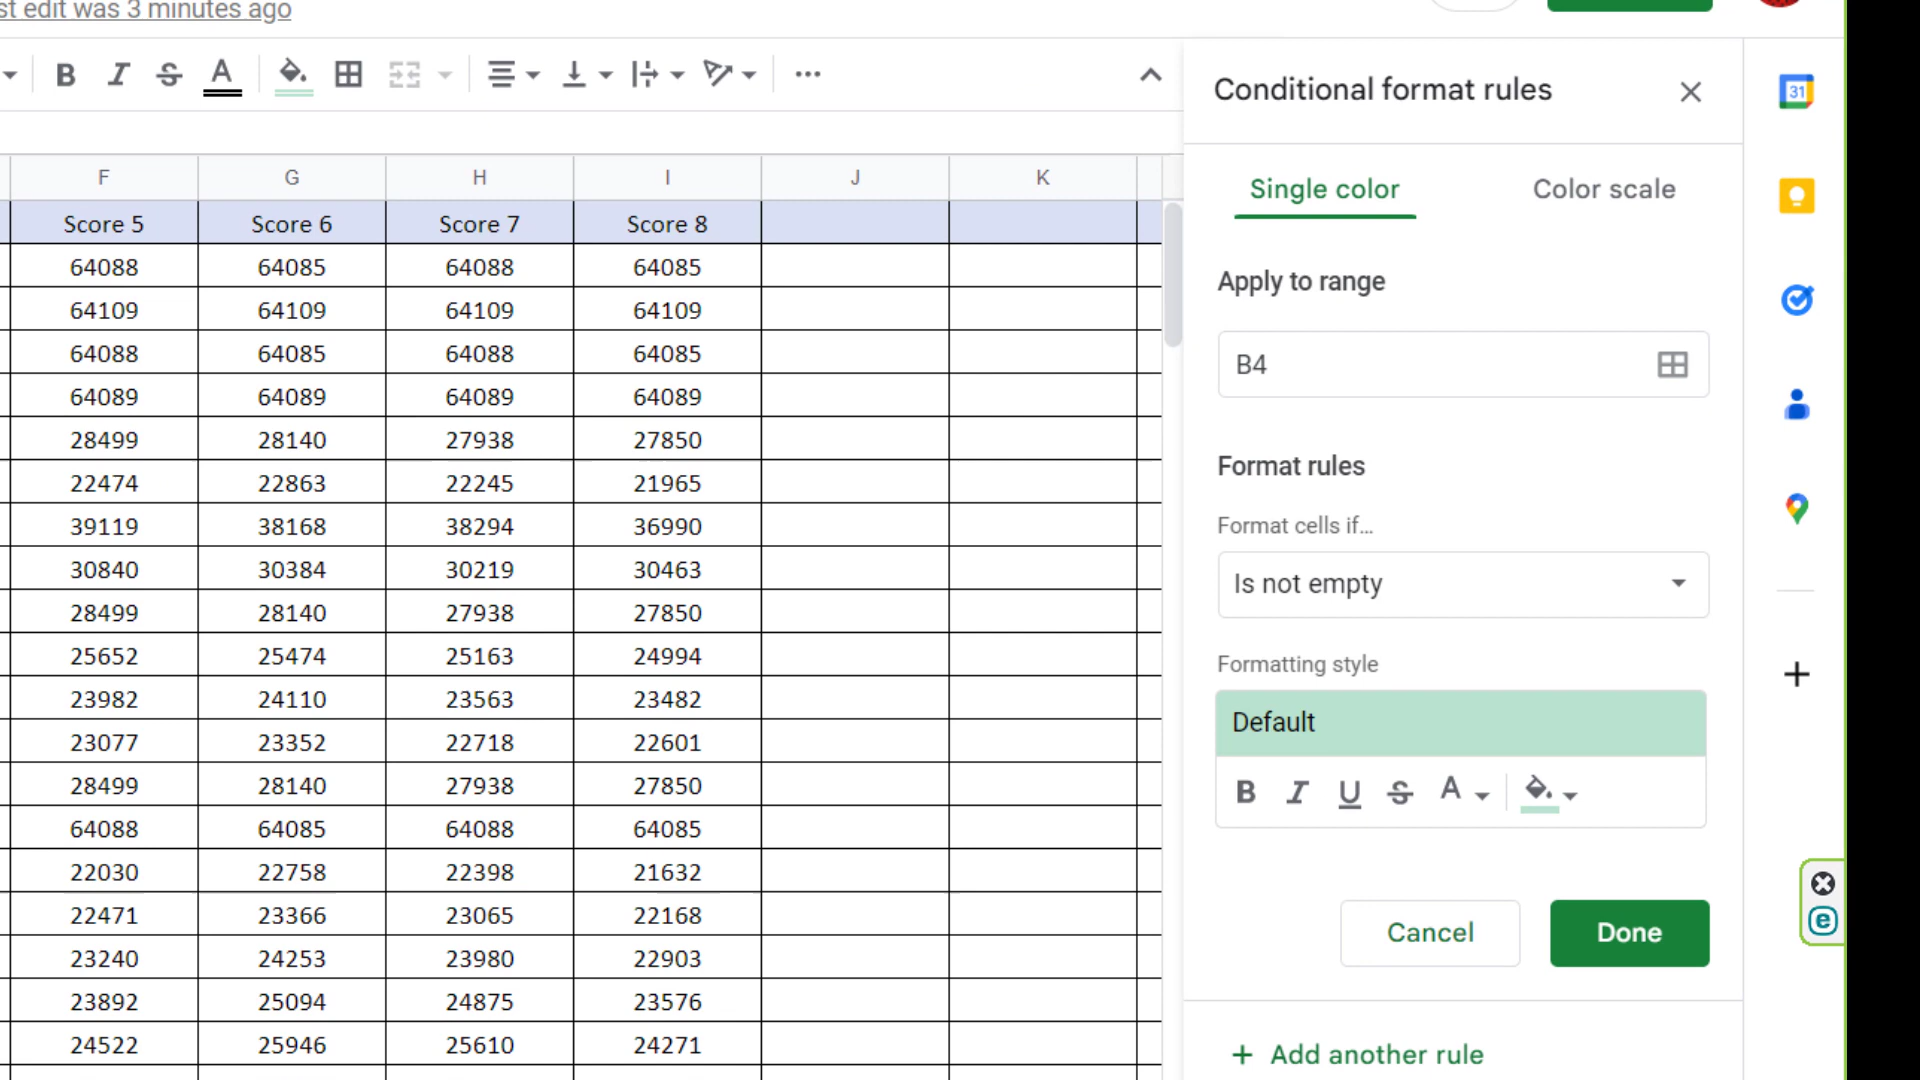 st edit was 3 minutes ago
B I S A
F G H I J K
Score 5 Score 6 Score 7 Score 8
64088 64085 64088 64085
64109 64109 64109 64109
64088 64085 64088 64085
64089 64089 64089 64089
28499 28140 27938 27850
22474 22863 22245 21965
39119 38168 38294 36990
30840 30384 30219 30463
28499 28140 27938 27850
25652 25474 25163 24994
23982 24110 23563 23482
23077 23352 22718 22601
28499 28140 27938 27850
64088 64085 64088 64085
22030 22758 22398 21632
22471 23366 23065 22168
23240 24253 23980 22903
23892 25094 24875 23576
24522 25946 25610 24271
Conditional format rules
Single color Color scale
Apply to range
B4
Format rules
Format cells if…
Is not empty
Formatting style
Default
B I U S A
Cancel Done
+ Add another rule
31
e